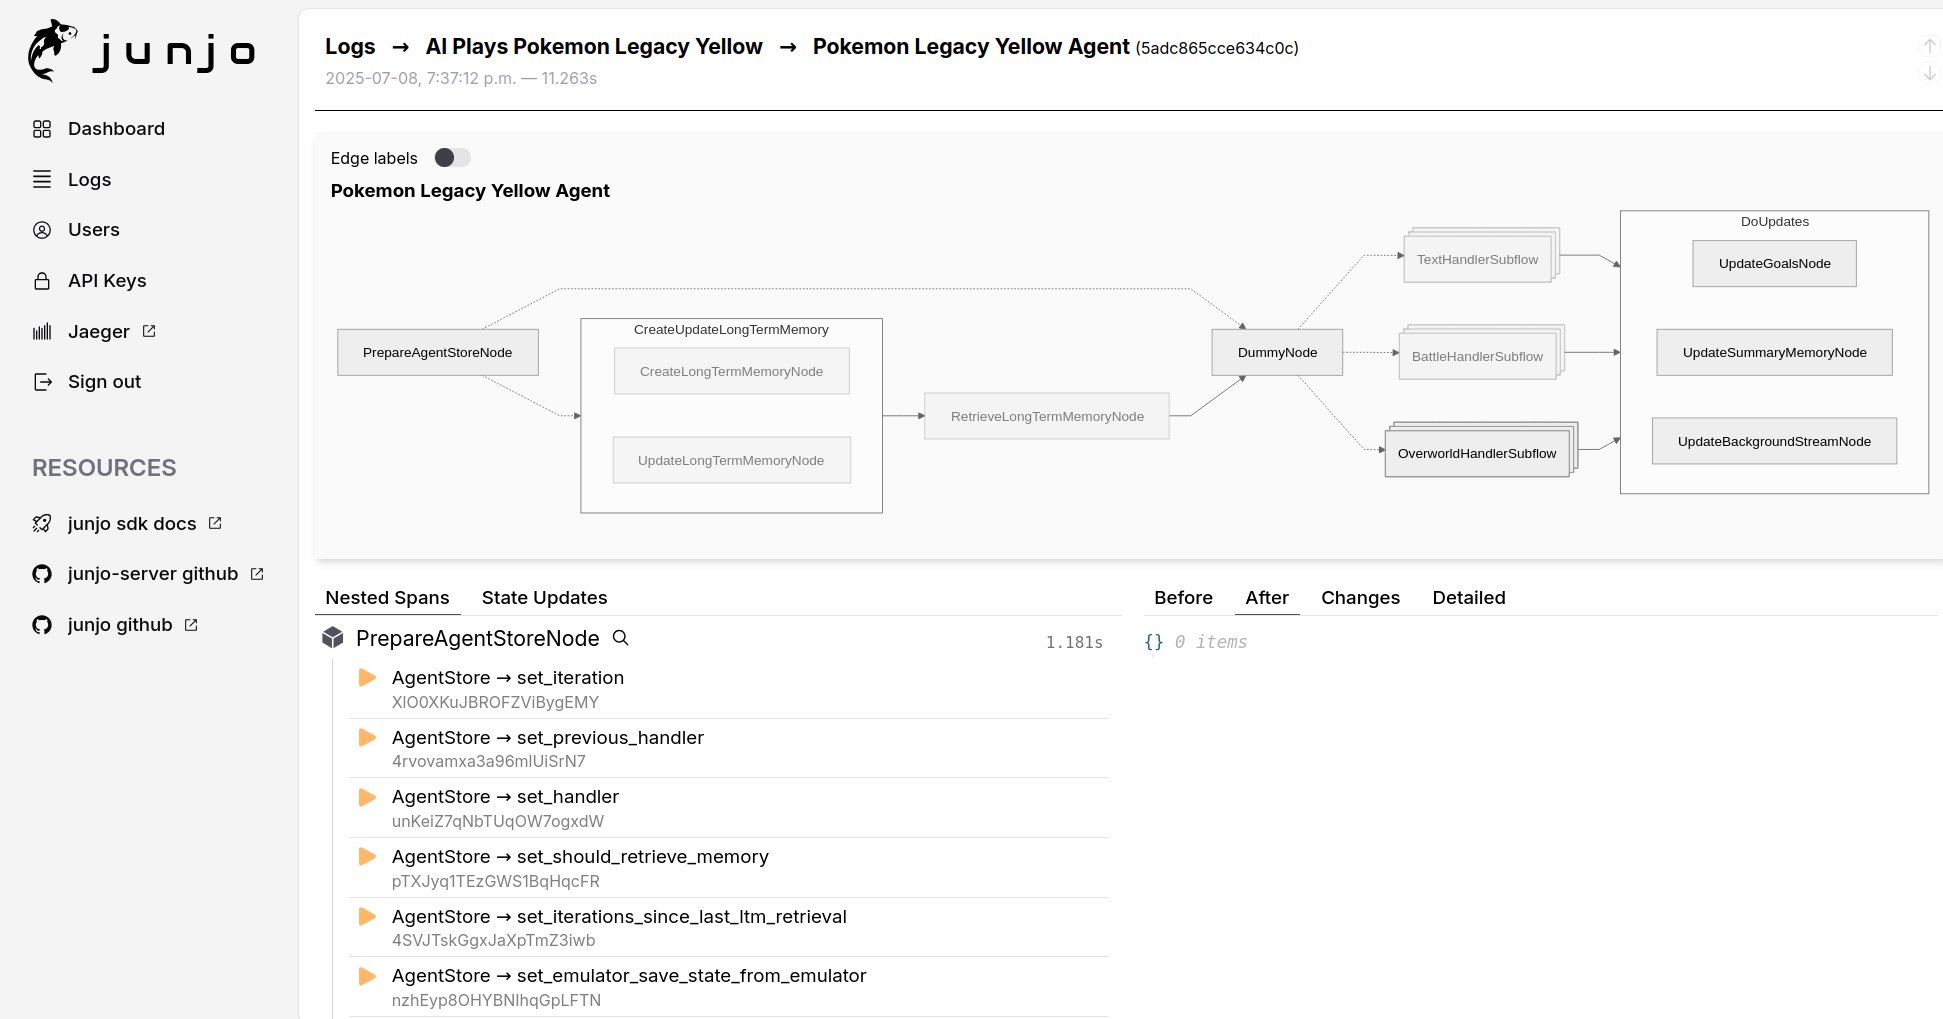 junjo
Dashboard
Logs
Users
API Keys
Jaeger
Sign out
RESOURCES
junjo sdk docs
junjo-server github
junjo github
Logs → AI Plays Pokemon Legacy Yellow → Pokemon Legacy Yellow Agent (5adc865cce634c0c)
2025-07-08, 7:37:12 p.m. — 11.263s
Edge labels
Pokemon Legacy Yellow Agent
PrepareAgentStoreNode
CreateUpdateLongTermMemory
CreateLongTermMemoryNode
UpdateLongTermMemoryNode
RetrieveLongTermMemoryNode
DummyNode
TextHandlerSubflow
BattleHandlerSubflow
OverworldHandlerSubflow
DoUpdates
UpdateGoalsNode
UpdateSummaryMemoryNode
UpdateBackgroundStreamNode
Nested Spans State Updates
PrepareAgentStoreNode 1.181s
AgentStore → set_iteration
XIO0XKuJBROFZViBygEMY
AgentStore → set_previous_handler
4rvovamxa3a96mlUiSrN7
AgentStore → set_handler
unKeiZ7qNbTUqOW7ogxdW
AgentStore → set_should_retrieve_memory
pTXJyq1TEzGWS1BqHqcFR
AgentStore → set_iterations_since_last_ltm_retrieval
4SVJTskGgxJaXpTmZ3iwb
AgentStore → set_emulator_save_state_from_emulator
nzhEyp8OHYBNIhqGpLFTN
Before After Changes Detailed
{} 0 items